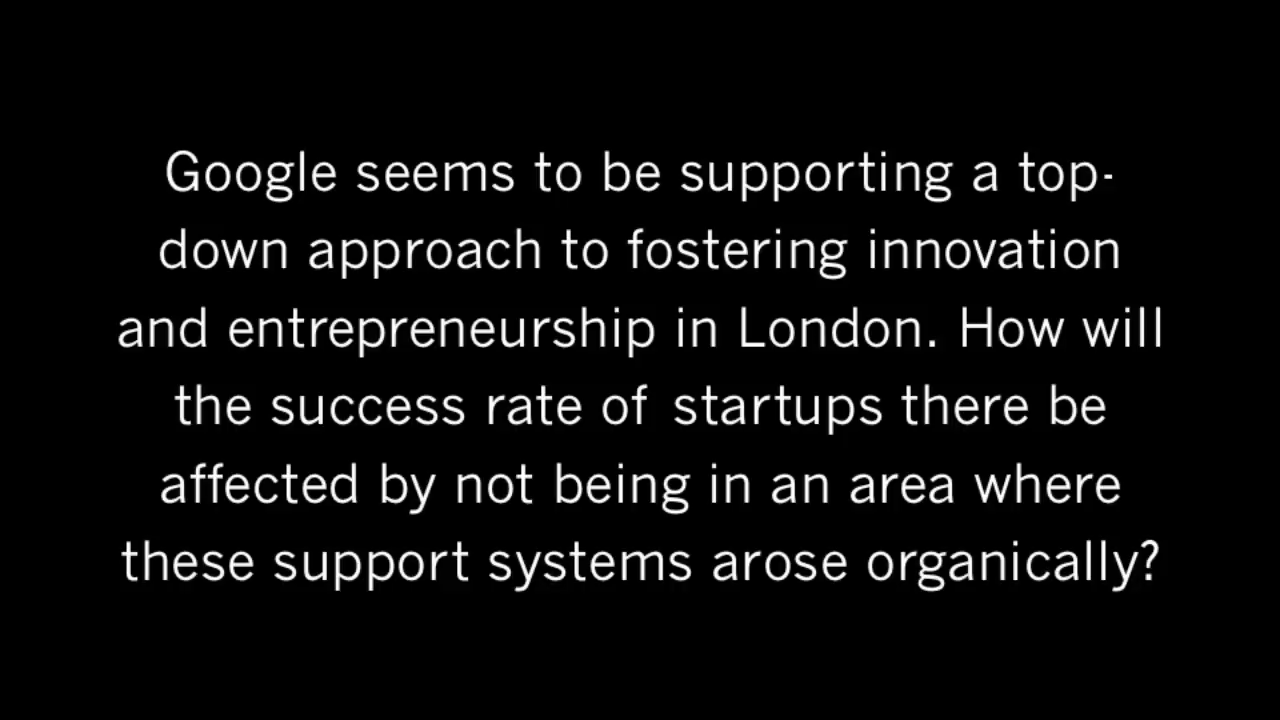 Google seems to be supporting a top-
down approach to fostering innovation
and entrepreneurship in London. How will
the success rate of startups there be
affected by not being in an area where
these support systems arose organically?